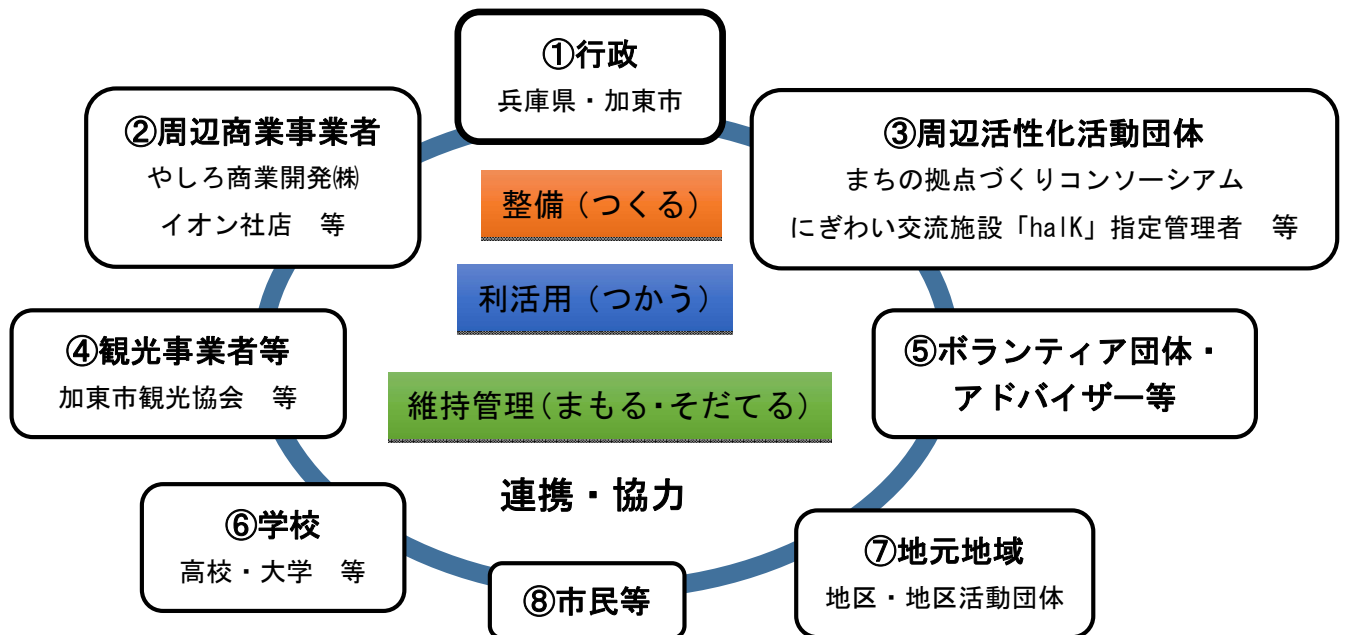 ①行政
兵庫県・加東市
②周辺商業事業者
やしろ商業開発㈱
イオン社店　等
③周辺活性化活動団体
まちの拠点づくりコンソーシアム
にぎわい交流施設「halK」指定管理者　等
整備（つくる）
利活用（つかう）
④観光事業者等
加東市観光協会　等
⑤ボランティア団体・
アドバイザー等
維持管理（まもる・そだてる）
連携・協力
⑥学校
高校・大学　等
⑦地元地域
地区・地区活動団体
⑧市民等